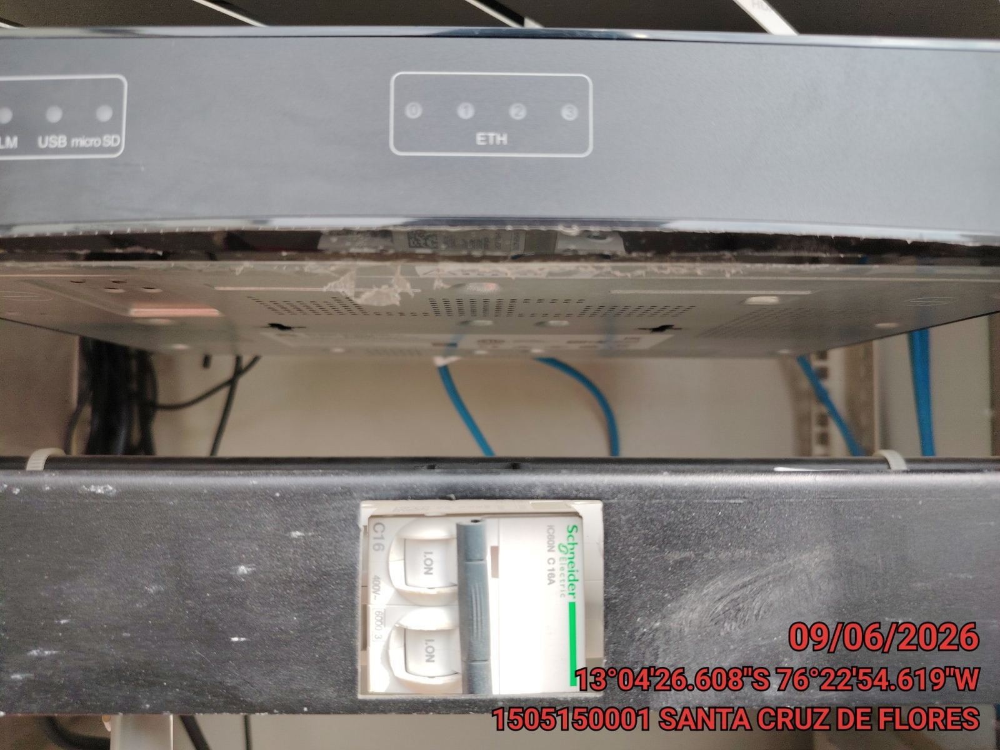 LM USB micro SD
0 1 2 3
ETH
C16
400V~
6000 3
I.ON
I.ON
Schneider
Electric
iC60N C 16A
09/06/2026
13°04'26.608"S 76°22'54.619"W
1505150001 SANTA CRUZ DE FLORES